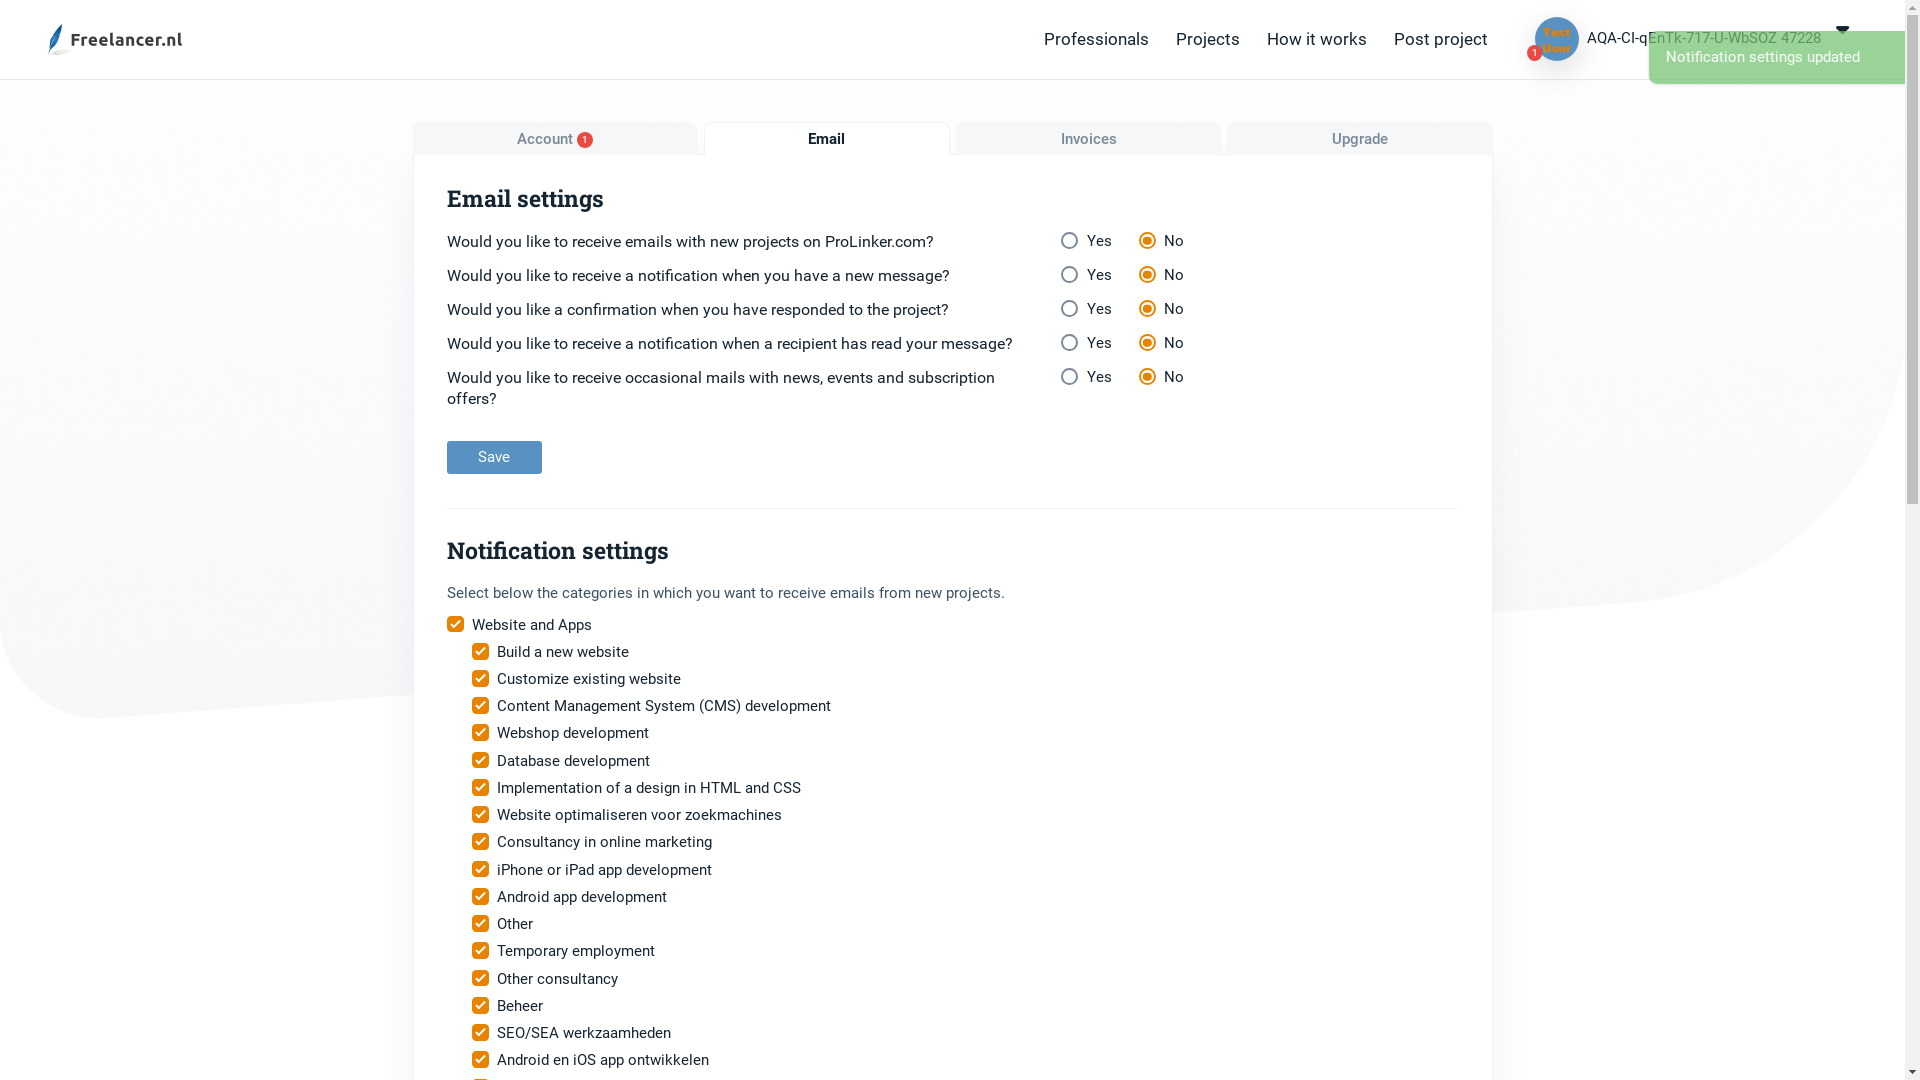 Freelancer.nl
Professionals
Projects
How it works
Post project
Test
User
1
AQA-CI-qEnTk-717-U-WbSOZ 47228
Notification settings updated
Account 1
Email
Invoices
Upgrade
Email settings
Would you like to receive emails with new projects on ProLinker.com? Yes No
Would you like to receive a notification when you have a new message? Yes No
Would you like a confirmation when you have responded to the project? Yes No
Would you like to receive a notification when a recipient has read your message? Yes No
Would you like to receive occasional mails with news, events and subscription Yes No
offers?
Save
Notification settings
Select below the categories in which you want to receive emails from new projects.
Website and Apps
Build a new website
Customize existing website
Content Management System (CMS) development
Webshop development
Database development
Implementation of a design in HTML and CSS
Website optimaliseren voor zoekmachines
Consultancy in online marketing
iPhone or iPad app development
Android app development
Other
Temporary employment
Other consultancy
Beheer
SEO/SEA werkzaamheden
Android en iOS app ontwikkelen